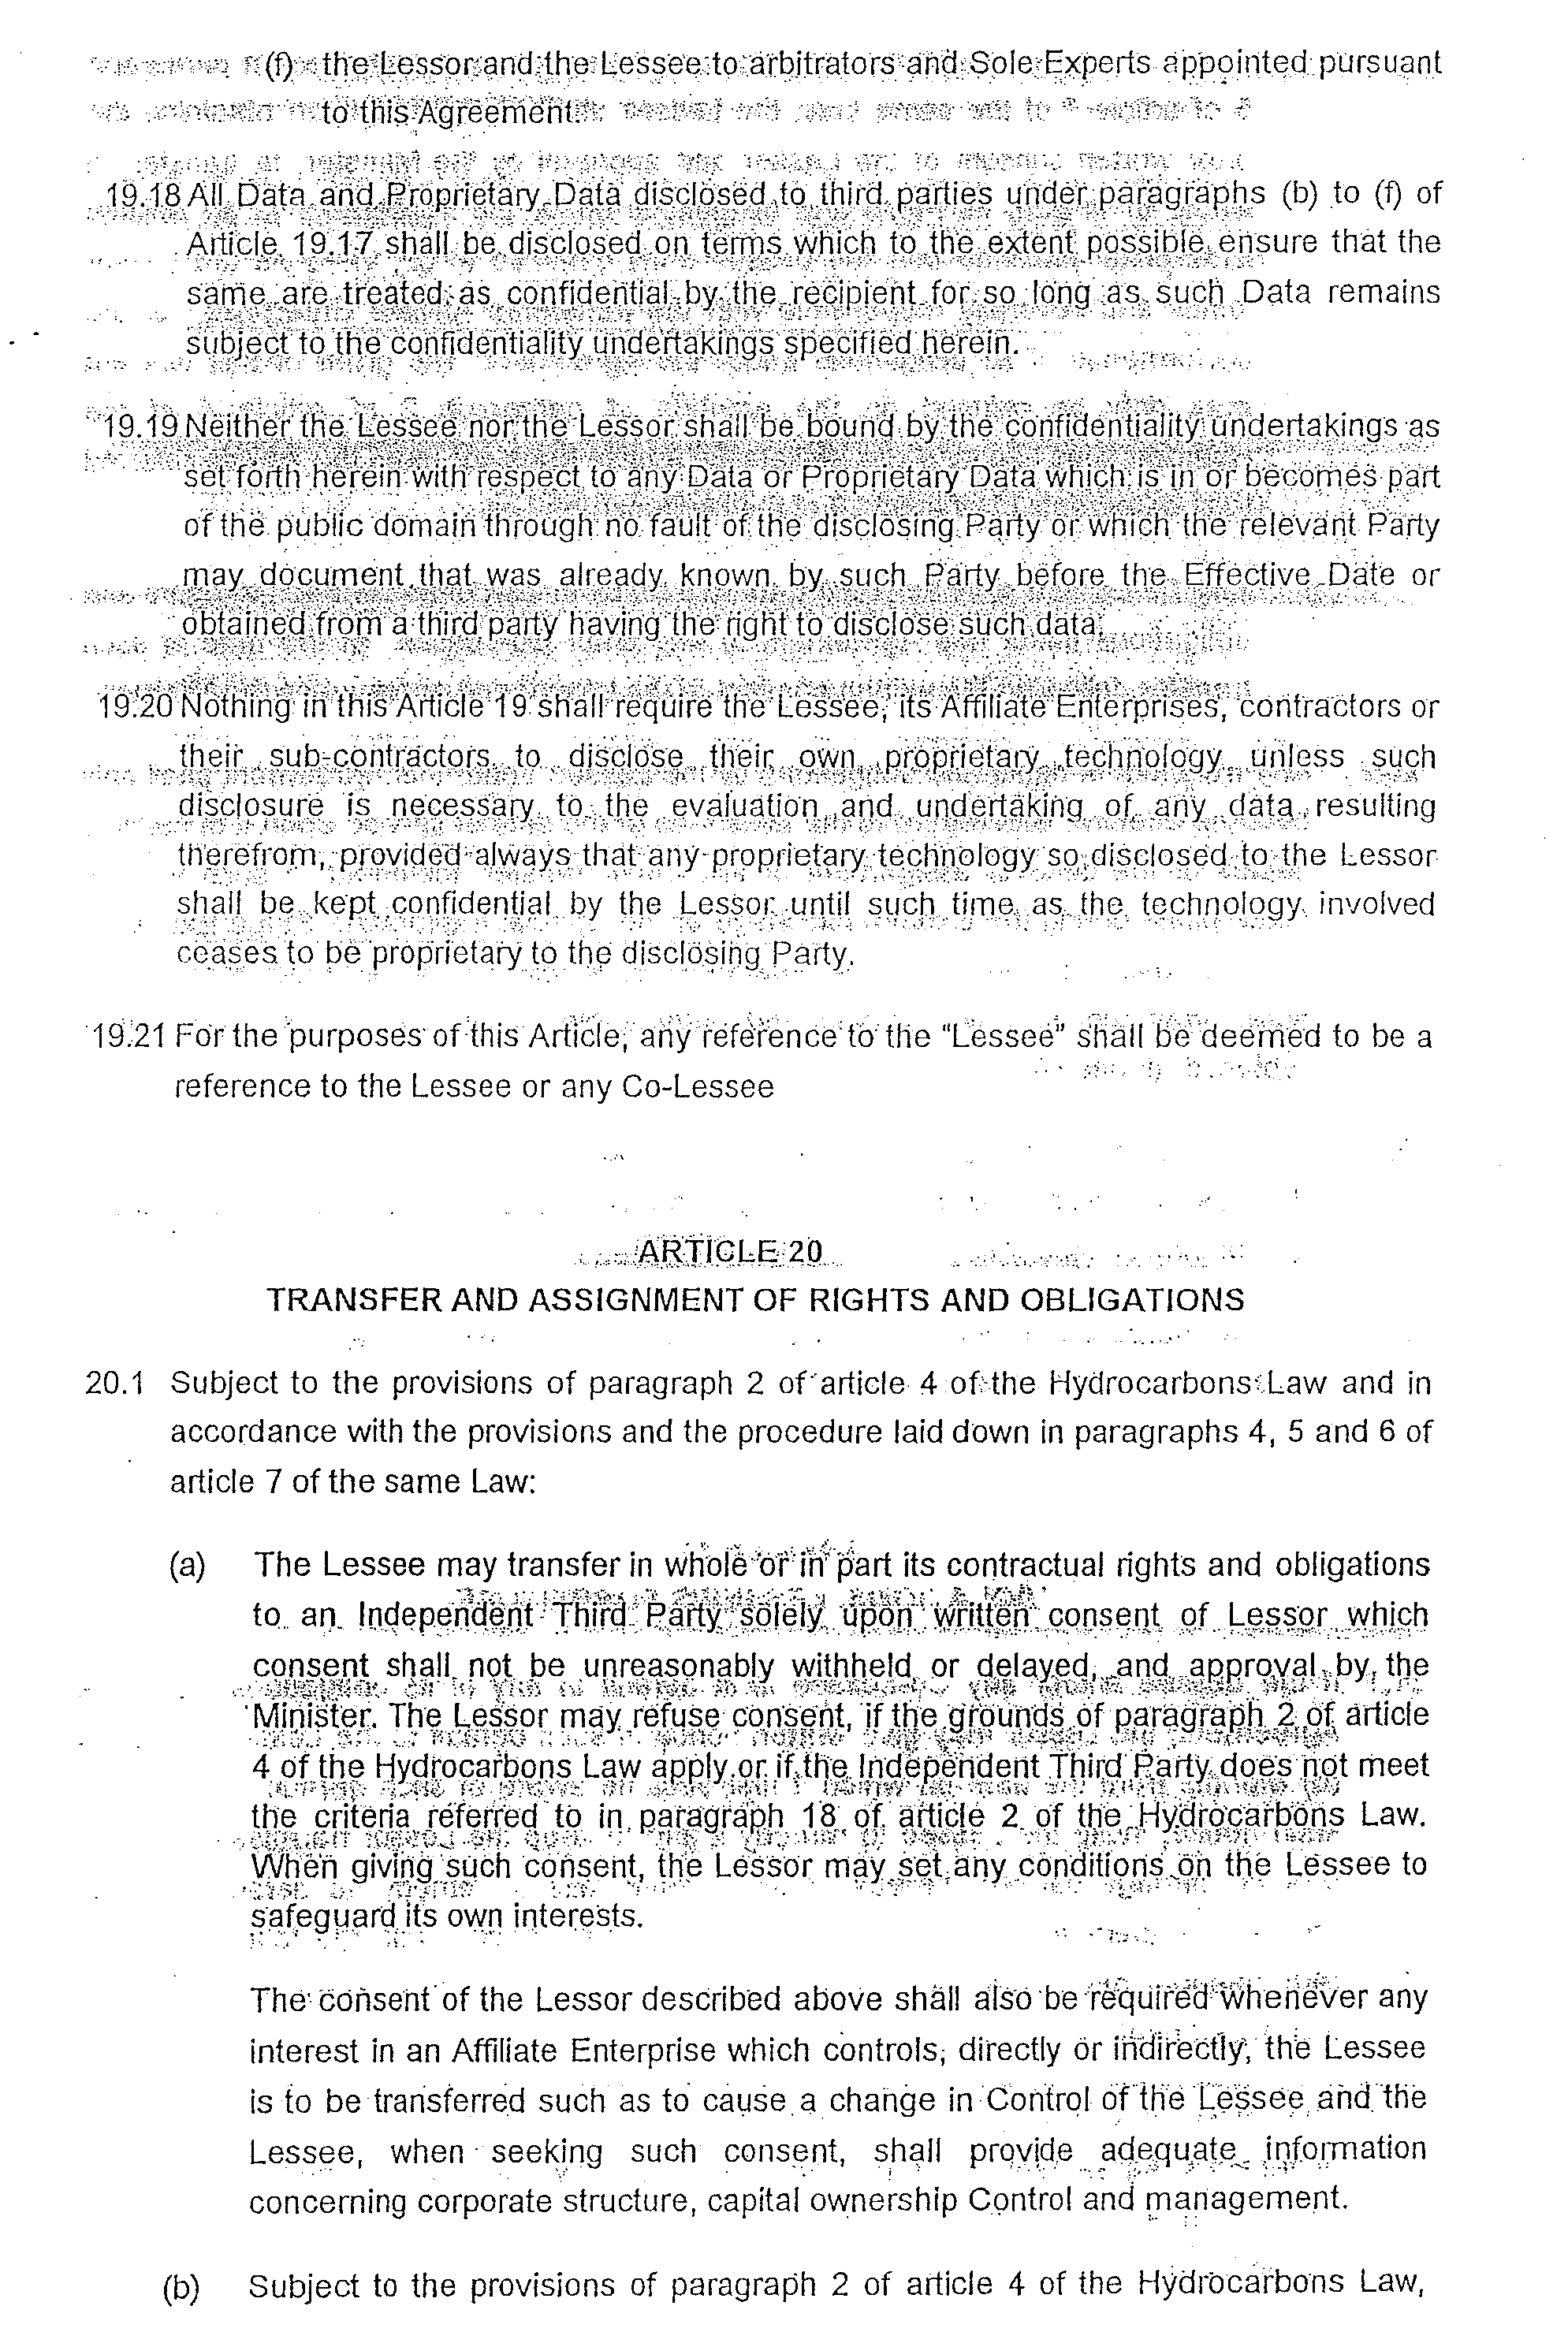 (f) the Lessor and the Lessee to arbitrators and Sole Experts appointed pursuant
to this Agreement.
19.18 All Data and Proprietary Data disclosed to third parties under paragraphs (b) to (f) of
Article 19.17 shall be disclosed on terms which to the extent possible ensure that the
same are treated as confidential by the recipient for so long as such Data remains
subject to the confidentiality undertakings specified herein.
19.19 Neither the Lessee nor the Lessor shall be bound by the confidentiality undertakings as
set forth herein with respect to any Data or Proprietary Data which is in or becomes part
of the public domain through no fault of the disclosing Party or which the relevant Party
may document that was already known by such Party before the Effective Date or
obtained from a third party having the right to disclose such data.
19.20 Nothing in this Article 19 shall require the Lessee, its Affiliate Enterprises, contractors or
their sub-contractors to disclose their own proprietary technology unless such
disclosure is necessary to the evaluation and undertaking of any data resulting
therefrom, provided always that any proprietary technology so disclosed to the Lessor
shall be kept confidential by the Lessor until such time as the technology involved
ceases to be proprietary to the disclosing Party.
19.21 For the purposes of this Article, any reference to the “Lessee” shall be deemed to be a
reference to the Lessee or any Co-Lessee
ARTICLE 20
TRANSFER AND ASSIGNMENT OF RIGHTS AND OBLIGATIONS
20.1 Subject to the provisions of paragraph 2 of article 4 of the Hydrocarbons Law and in
accordance with the provisions and the procedure laid down in paragraphs 4, 5 and 6 of
article 7 of the same Law:
(a) The Lessee may transfer in whole or in part its contractual rights and obligations
to an Independent Third Party solely upon written consent of Lessor which
consent shall not be unreasonably withheld or delayed, and approval by the
Minister. The Lessor may refuse consent, if the grounds of paragraph 2 of article
4 of the Hydrocarbons Law apply or if the Independent Third Party does not meet
the criteria referred to in paragraph 18 of article 2 of the Hydrocarbons Law.
When giving such consent, the Lessor may set any conditions on the Lessee to
safeguard its own interests.
The consent of the Lessor described above shall also be required whenever any
interest in an Affiliate Enterprise which controls, directly or indirectly, the Lessee
is to be transferred such as to cause a change in Control of the Lessee and the
Lessee, when seeking such consent, shall provide adequate information
concerning corporate structure, capital ownership Control and management.
(b) Subject to the provisions of paragraph 2 of article 4 of the Hydrocarbons Law,